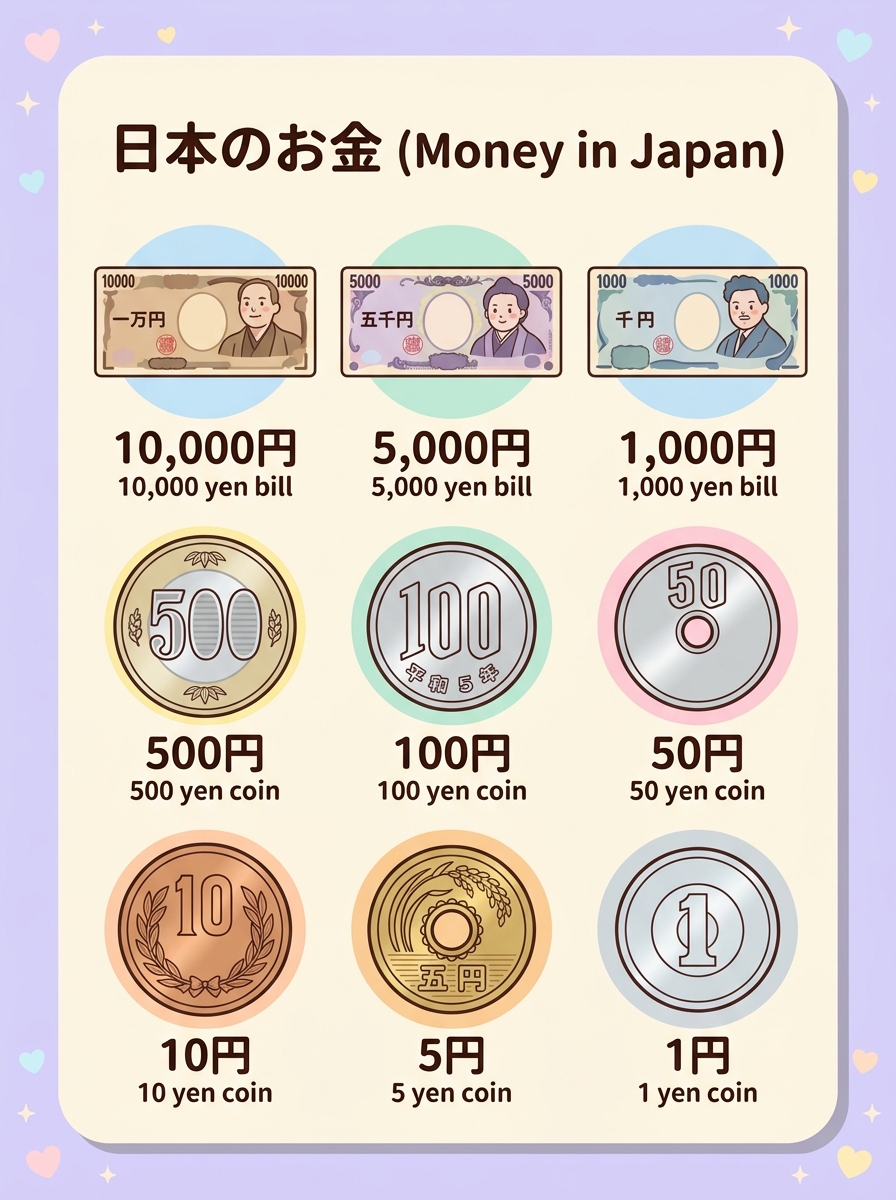 日本のお金 (Money in Japan)
10000 10000
一万円
5000 5000
五千円
1000 1000
千円
10,000円 5,000円 1,000円
10,000 yen bill 5,000 yen bill 1,000 yen bill
500
100
平和5年
50
500円 100円 50円
500 yen coin 100 yen coin 50 yen coin
10
五円
1
10円 5円 1円
10 yen coin 5 yen coin 1 yen coin